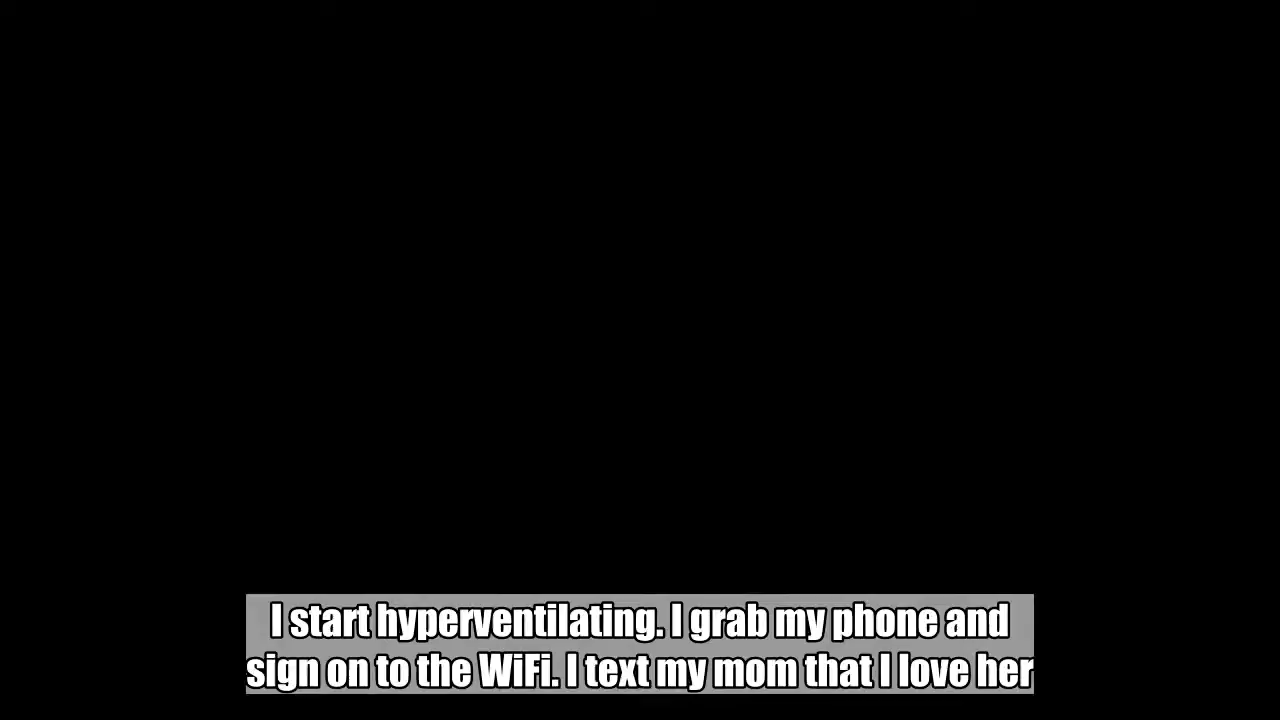 I start hyperventilating. I grab my phone and
sign on to the WiFi. I text my mom that I love her